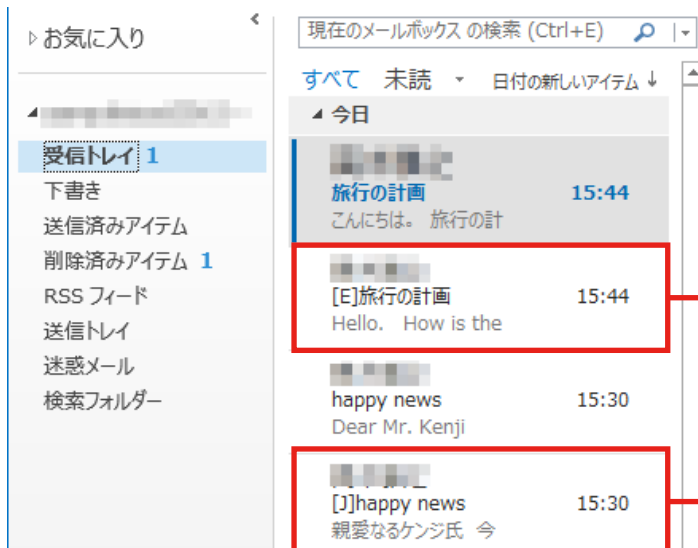 お気に入り
受信トレイ 1
下書き
送信済みアイテム
削除済みアイテム 1
RSS フィード
送信トレイ
迷惑メール
検索フォルダー
現在のメールボックス の検索 (Ctrl+E)
すべて 未読 日付の新しいアイテム ↓
今日
旅行の計画 15:44
こんにちは。 旅行の計
[E]旅行の計画 15:44
Hello. How is the
happy news 15:30
Dear Mr. Kenji
[J]happy news 15:30
親愛なるケンジ氏 今